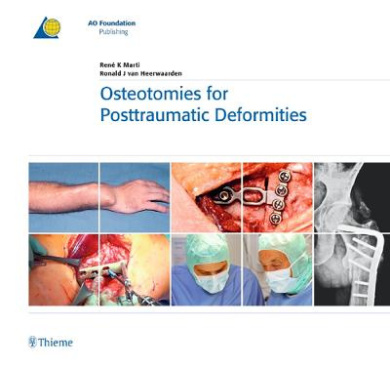 AO Foundation
Publishing
René K Marti
Ronald J van Heerwaarden
Osteotomies for
Posttraumatic Deformities
Thieme